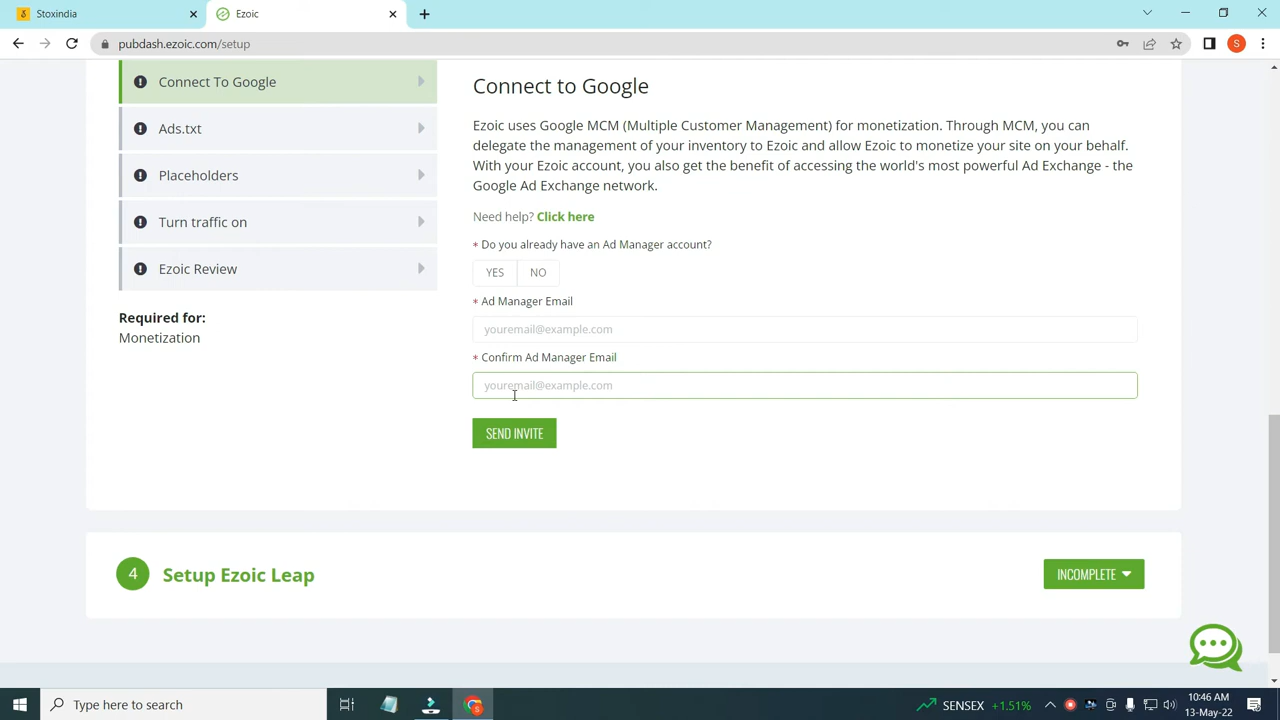 Stoxindia
Ezoic
pubdash.ezoic.com/setup
S
Connect To Google
Ads.txt
Placeholders
Turn traffic on
Ezoic Review
Required for:
Monetization
Connect to Google
Ezoic uses Google MCM (Multiple Customer Management) for monetization. Through MCM, you can
delegate the management of your inventory to Ezoic and allow Ezoic to monetize your site on your behalf.
With your Ezoic account, you also get the benefit of accessing the world's most powerful Ad Exchange - the
Google Ad Exchange network.
Need help? Click here
* Do you already have an Ad Manager account?
YES NO
* Ad Manager Email
youremail@example.com
* Confirm Ad Manager Email
youremail@example.com
SEND INVITE
4 Setup Ezoic Leap
INCOMPLETE
Type here to search
SENSEX +1.51%
10:46 AM
13-May-22